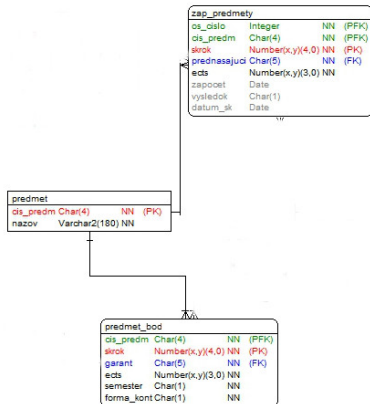 zap_predmety
os_cislo Integer NN (PFK)
cis_predm Char(4) NN (PFK)
skrok Number(x,y)(4,0) NN (PK)
prednasajuci Char(5) NN (FK)
ects Number(x,y)(3,0) NN
zapocet Date
vysledok Char(1)
datum_sk Date
predmet
cis_predm Char(4) NN (PK)
nazov Varchar2(180) NN
predmet_bod
cis_predm Char(4) NN (PFK)
skrok Number(x,y)(4,0) NN (PK)
garant Char(5) NN (FK)
ects Number(x,y)(3,0) NN
semester Char(1) NN
forma_kont Char(1) NN